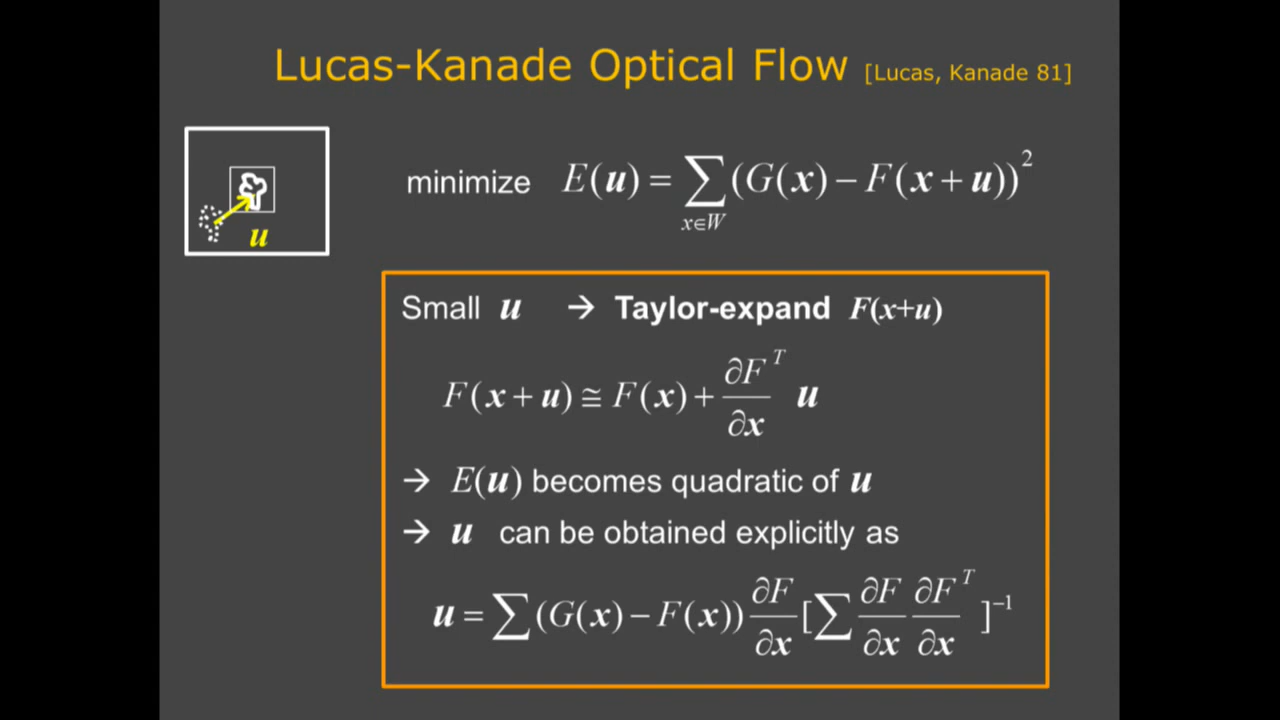 Lucas-Kanade Optical Flow [Lucas, Kanade 81]
u
minimize E(u) = ∑_{x∈W} (G(x) − F(x + u))²
Small u → Taylor-expand F(x+u)
F(x + u) ≅ F(x) + ∂F/∂x ᵀ u
→ E(u) becomes quadratic of u
→ u can be obtained explicitly as
u = ∑ (G(x) − F(x)) ∂F/∂x [∑ ∂F/∂x ∂F/∂x ᵀ ]⁻¹